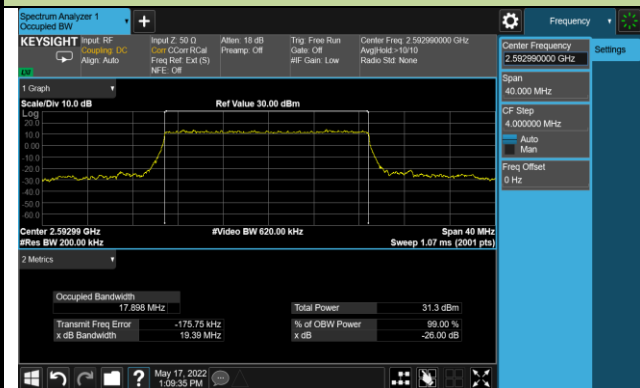 Spectrum Analyzer 1
Occupied BW
Frequency
KEYSIGHT
Input: RF
Coupling: DC
Align: Auto
Input Z: 50 Ω
Corr CCorr RCal
Freq Ref: Ext (S)
NFE: Off
Atten: 18 dB
Preamp: Off
Trig: Free Run
Gate: Off
#IF Gain: Low
Center Freq: 2.592990000 GHz
Avg|Hold:>10/10
Radio Std: None
LXI
Center Frequency
2.592990000 GHz
Settings
Span
40.000 MHz
CF Step
4.000000 MHz
Auto
Man
Freq Offset
0 Hz
1 Graph
Scale/Div 10.0 dB
Ref Value 30.00 dBm
Log
20.0
10.0
0.00
-10.0
-20.0
-30.0
-40.0
-50.0
-60.0
Center 2.59299 GHz
#Video BW 620.00 kHz
Span 40 MHz
#Res BW 200.00 kHz
Sweep 1.07 ms (2001 pts)
2 Metrics
Occupied Bandwidth
17.898 MHz
Total Power
31.3 dBm
Transmit Freq Error
-175.75 kHz
% of OBW Power
99.00 %
x dB Bandwidth
19.39 MHz
x dB
-26.00 dB
May 17, 2022
1:09:35 PM